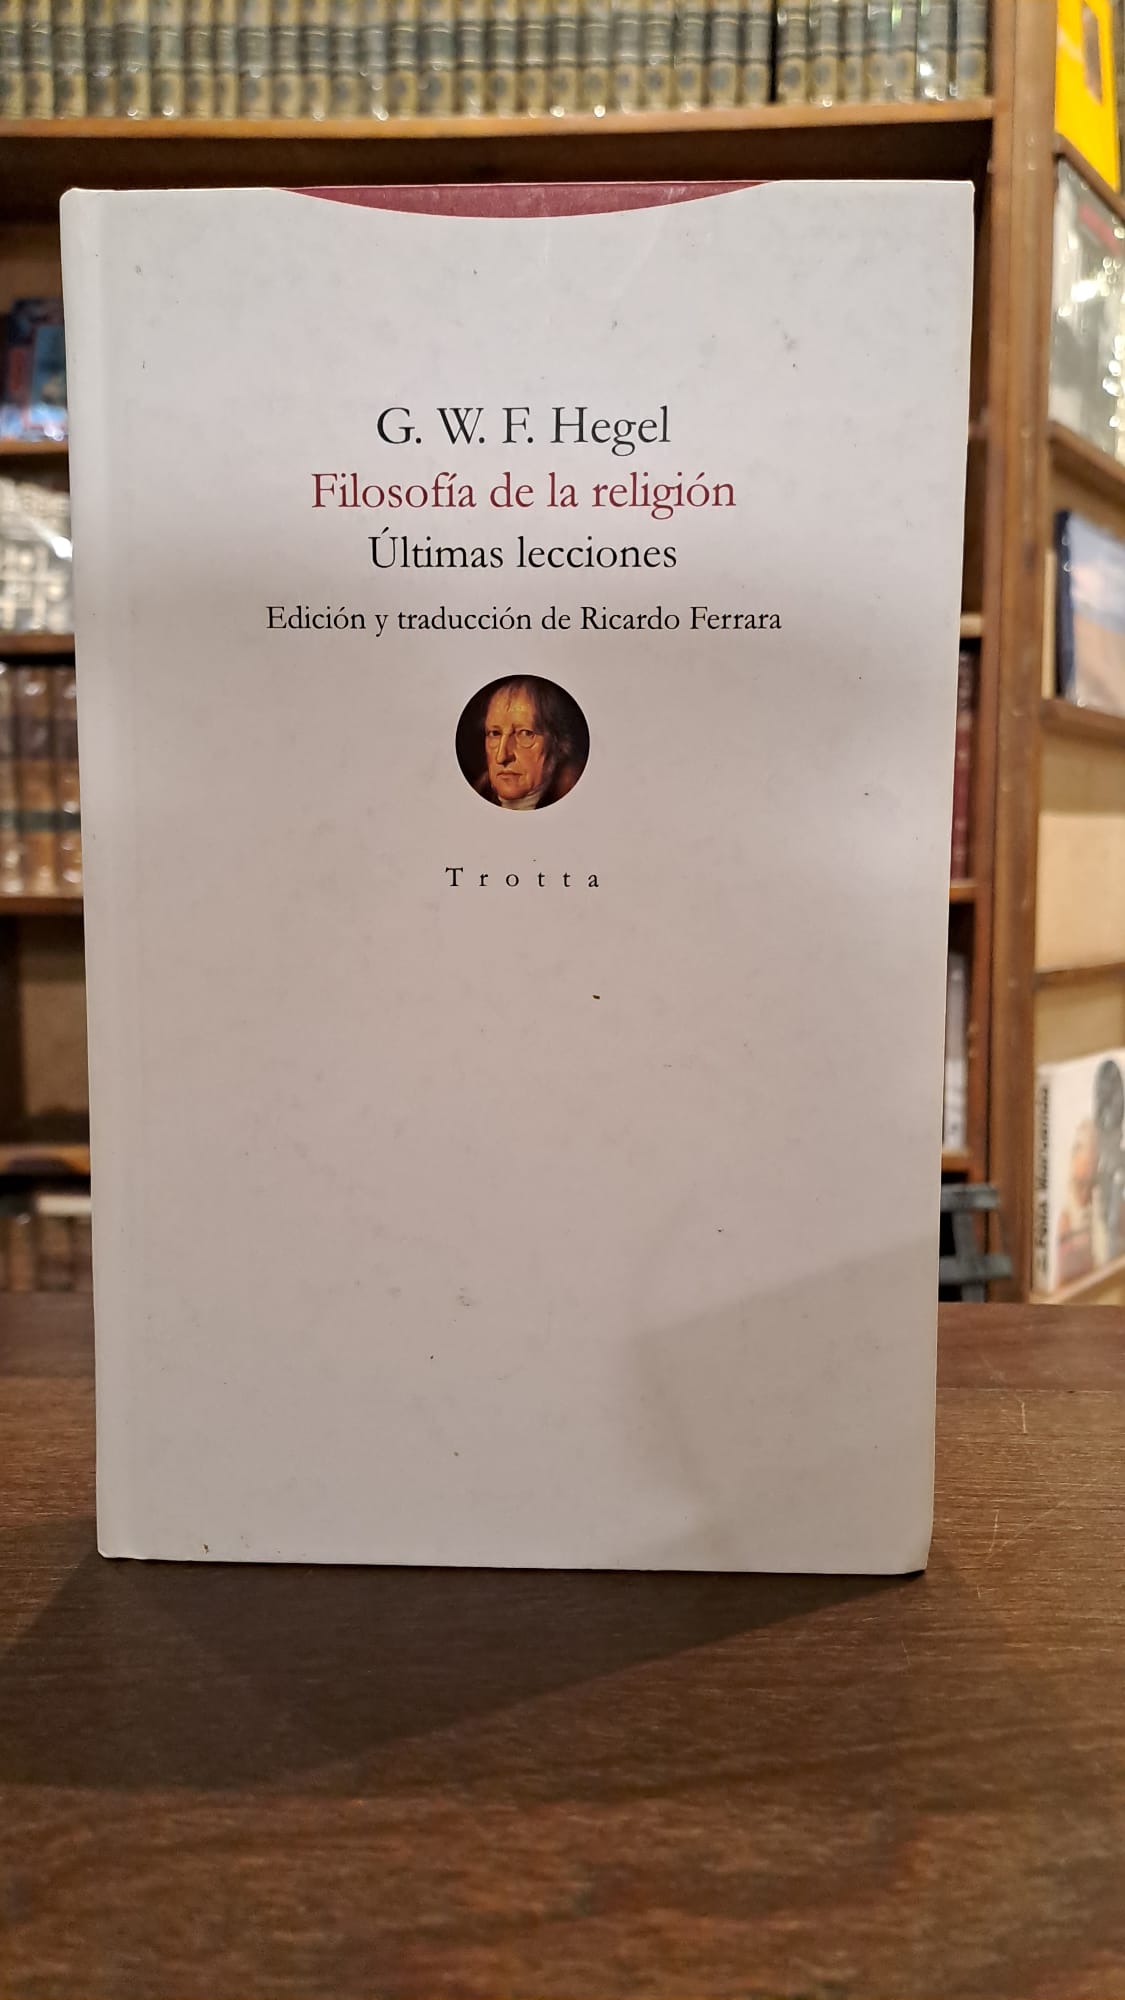 G. W. F. Hegel
Filosofía de la religión
Últimas lecciones
Edición y traducción de Ricardo Ferrara
Trotta